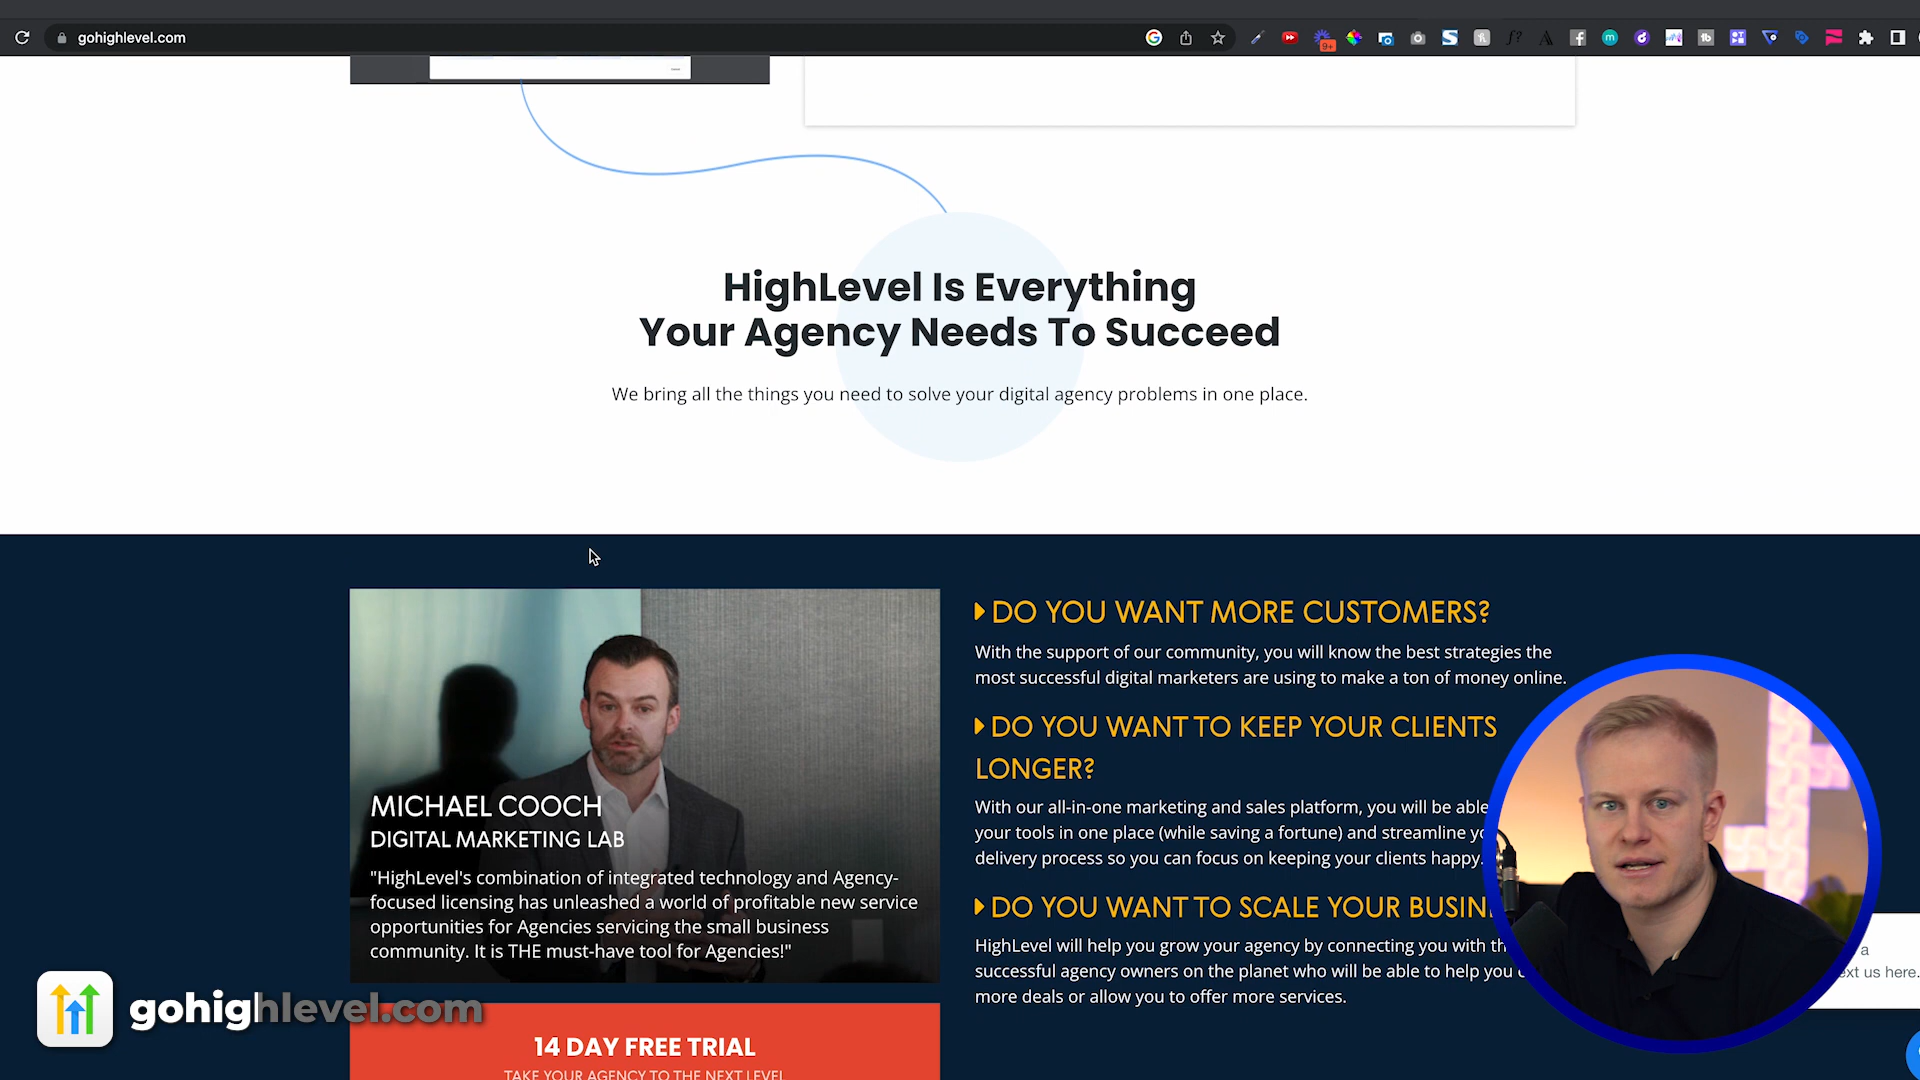 gohighlevel.com
9+
HighLevel Is Everything
Your Agency Needs To Succeed
We bring all the things you need to solve your digital agency problems in one place.
MICHAEL COOCH
DIGITAL MARKETING LAB
"HighLevel's combination of integrated technology and Agency-
focused licensing has unleashed a world of profitable new service
opportunities for Agencies servicing the small business
community. It is THE must-have tool for Agencies!"
14 DAY FREE TRIAL
TAKE YOUR AGENCY TO THE NEXT LEVEL
DO YOU WANT MORE CUSTOMERS?
With the support of our community, you will know the best strategies the
most successful digital marketers are using to make a ton of money online.
DO YOU WANT TO KEEP YOUR CLIENTS
LONGER?
With our all-in-one marketing and sales platform, you will be able
your tools in one place (while saving a fortune) and streamline
delivery process so you can focus on keeping your clients happy.
DO YOU WANT TO SCALE YOUR
HighLevel will help you grow your agency by connecting you with
successful agency owners on the planet who will be able to help you
more deals or allow you to offer more services.
a
us here.
gohighlevel.com